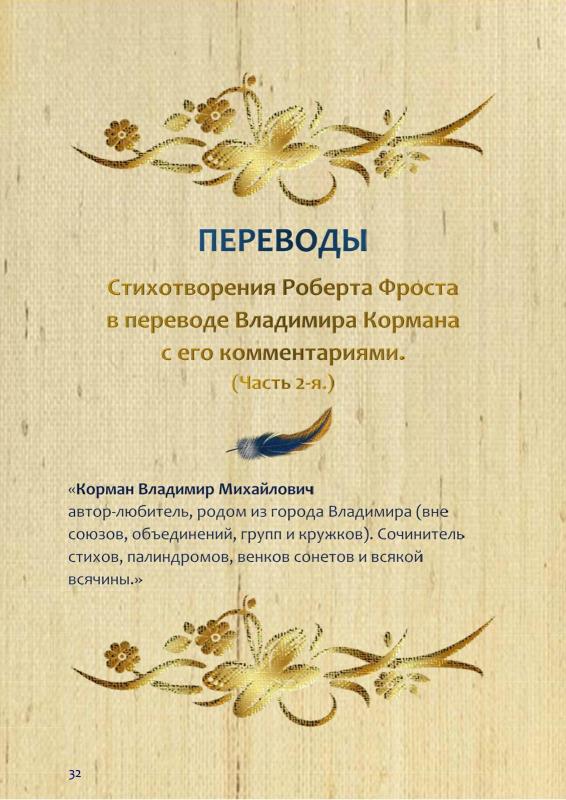 ПЕРЕВОДЫ
Стихотворения Роберта Фроста
в переводе Владимира Кормана
с его комментариями.
(Часть 2-я.)
«Корман Владимир Михайлович
автор-любитель, родом из города Владимира (вне
союзов, объединений, групп и кружков). Сочинитель
стихов, палиндромов, венков сонетов и всякой
всячины.»
32